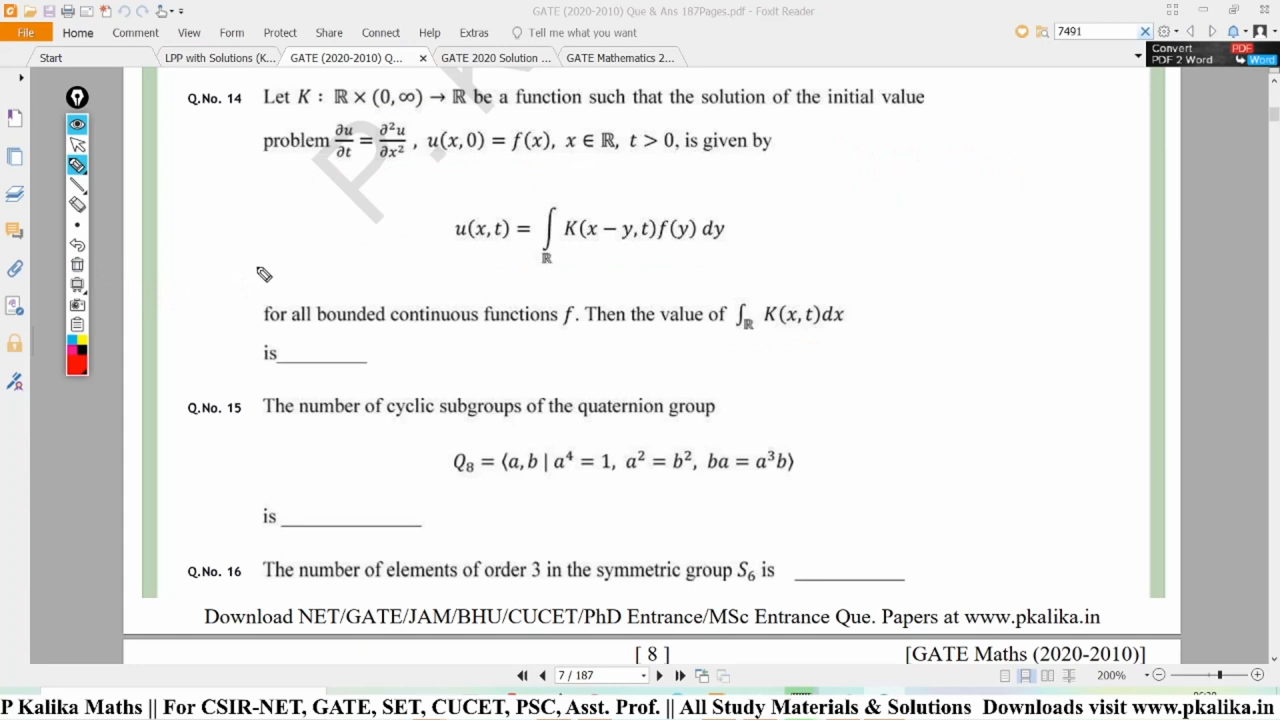 GATE (2020-2010) Que & Ans 187Pages.pdf - Foxit Reader
File Home Comment View Form Protect Share Connect Help Extras Tell me what you want 7491
Start LPP with Solutions (K... GATE (2020-2010) Q... GATE 2020 Solution ... GATE Mathematics 2...
Convert PDF
PDF 2 Word Word
Q.No. 14 Let K : ℝ × (0, ∞) → ℝ be a function such that the solution of the initial value
problem ∂u/∂t = ∂²u/∂x² , u(x, 0) = f(x), x ∈ ℝ, t > 0, is given by
u(x, t) = ∫_ℝ K(x − y, t)f(y) dy
for all bounded continuous functions f. Then the value of ∫_ℝ K(x, t)dx
is__________
Q.No. 15 The number of cyclic subgroups of the quaternion group
Q₈ = ⟨a, b | a⁴ = 1, a² = b², ba = a³b⟩
is ______________
Q.No. 16 The number of elements of order 3 in the symmetric group S₆ is ___________
Download NET/GATE/JAM/BHU/CUCET/PhD Entrance/MSc Entrance Que. Papers at www.pkalika.in
[ 8 ] [GATE Maths (2020-2010)]
7 / 187 200%
P Kalika Maths || For CSIR-NET, GATE, SET, CUCET, PSC, Asst. Prof. || All Study Materials & Solutions Downloads visit www.pkalika.in